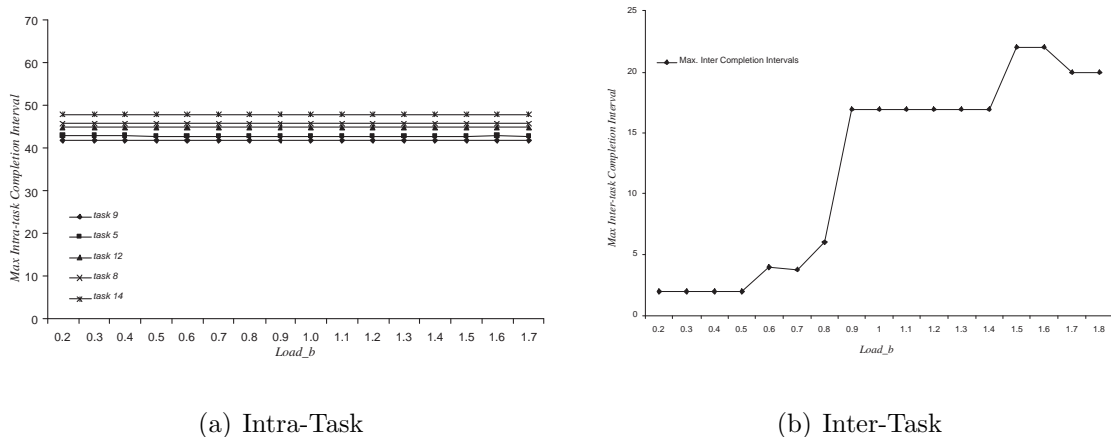 70
60
50
40
30
20
10
0
Max Intra-task Completion Interval
task 9
task 5
task 12
task 8
task 14
0.2 0.3 0.4 0.5 0.6 0.7 0.8 0.9 1.0 1.1 1.2 1.3 1.4 1.5 1.6 1.7
Load_b
(a) Intra-Task
25
20
15
10
5
0
Max Inter-task Completion Interval
Max. Inter Completion Intervals
0.2 0.3 0.4 0.5 0.6 0.7 0.8 0.9 1 1.1 1.2 1.3 1.4 1.5 1.6 1.7 1.8
Load_b
(b) Inter-Task